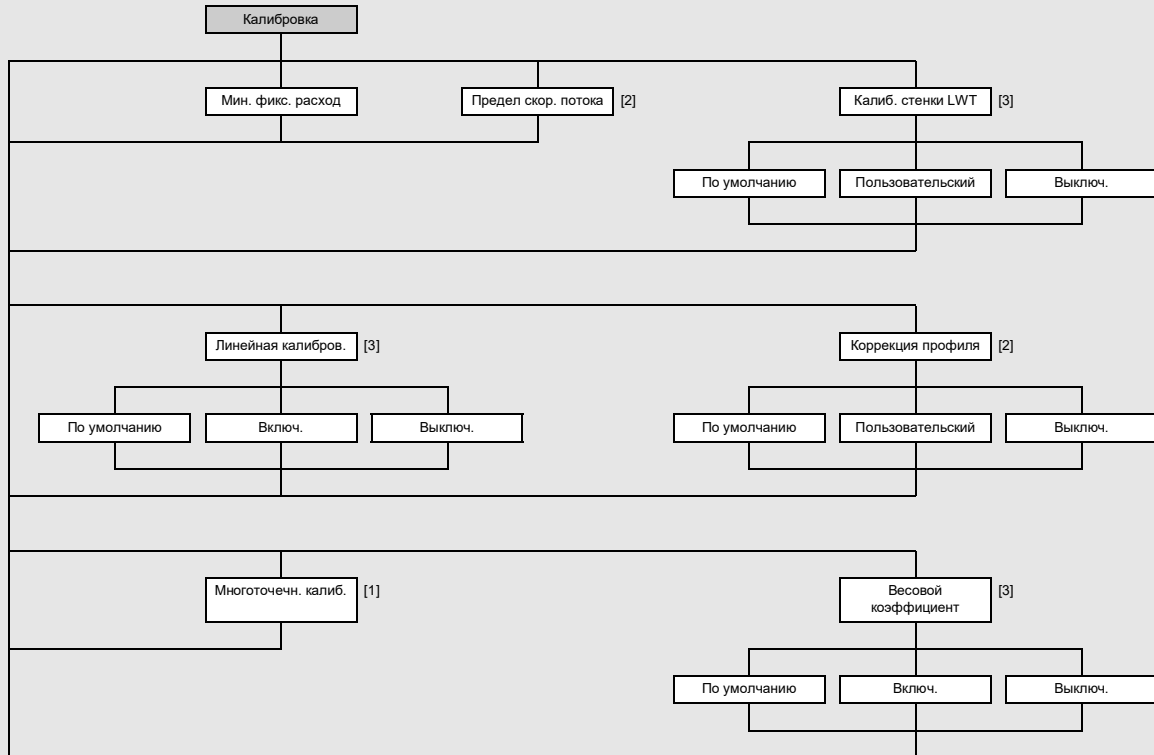 Калибровка
Мин. фикс. расход
Предел скор. потока [2]
Калиб. стенки LWT [3]
По умолчанию
Пользовательский
Выключ.
Линейная калибров. [3]
Коррекция профиля [2]
По умолчанию
Включ.
Выключ.
По умолчанию
Пользовательский
Выключ.
Многоточечн. калиб. [1]
Весовой [3]
коэффициент
По умолчанию
Включ.
Выключ.